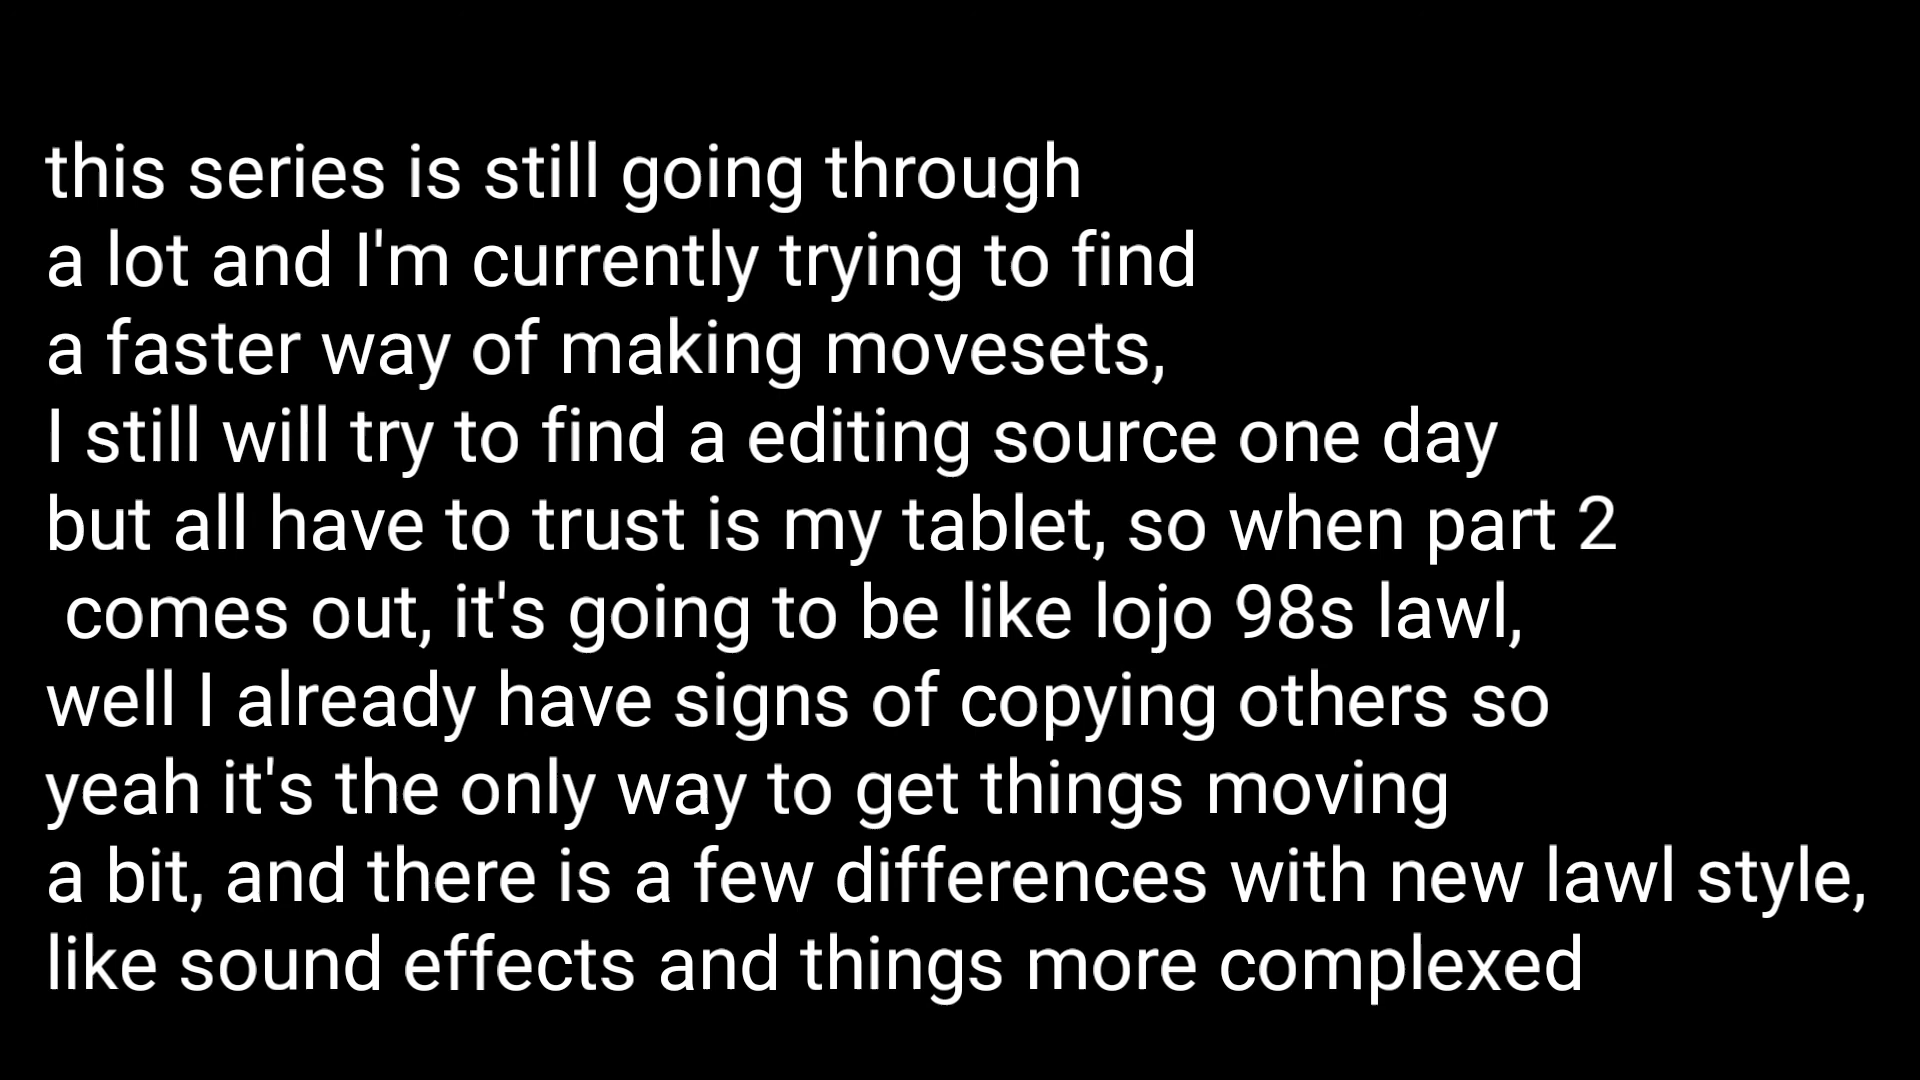 this series is still going through
a lot and I'm currently trying to find
a faster way of making movesets,
I still will try to find a editing source one day
but all have to trust is my tablet, so when part 2
comes out, it's going to be like lojo 98s lawl,
well I already have signs of copying others so
yeah it's the only way to get things moving
a bit, and there is a few differences with new lawl style,
like sound effects and things more complexed